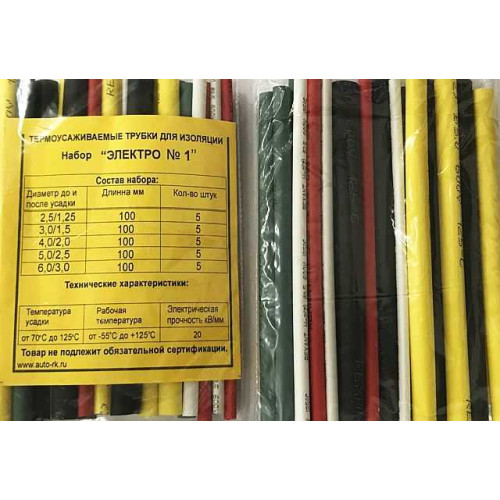 ТЕРМОУСАЖИВАЕМЫЕ ТРУБКИ ДЛЯ ИЗОЛЯЦИИ
Набор "ЭЛЕКТРО № 1"
Состав набора:
Диаметр до и после усадки Длинна мм Кол-во штук
2,5/1,25 100 5
3,0/1,5 100 5
4,0/2,0 100 5
5,0/2,5 100 5
6,0/3,0 100 5
Технические характеристики:
Температура усадки Рабочая температура Электрическая прочность кВ/мм
от 70°С до 125°С от -55°С до +125°С 20
Товар не подлежит обязательной сертификации.
www.auto-rk.ru